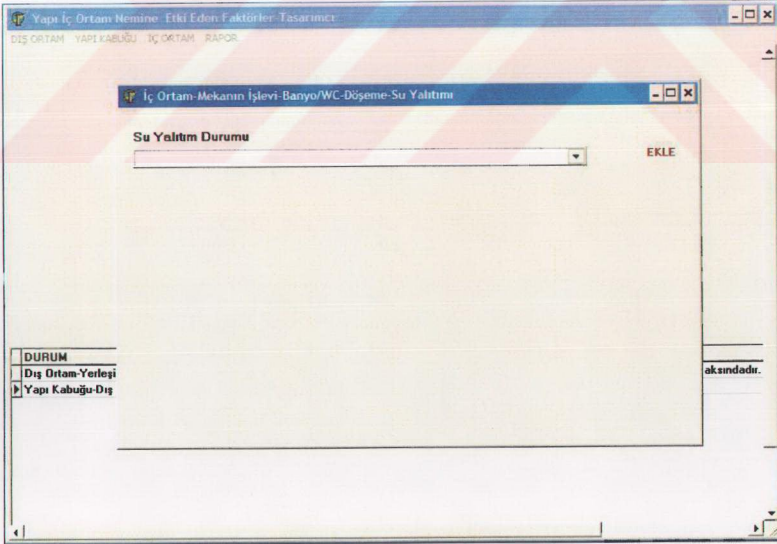 Yapı İç Ortam Nemine Etki Eden Faktörler-Tasarımcı
DIŞ ORTAM YAPI KABUĞU İÇ ORTAM RAPOR
İç Ortam-Mekanın İşlevi-Banyo/WC-Döşeme-Su Yalıtımı
Su Yalıtım Durumu
EKLE
DURUM
Dış Ortam-Yerleşi aksındadır.
Yapı Kabuğu-Dış